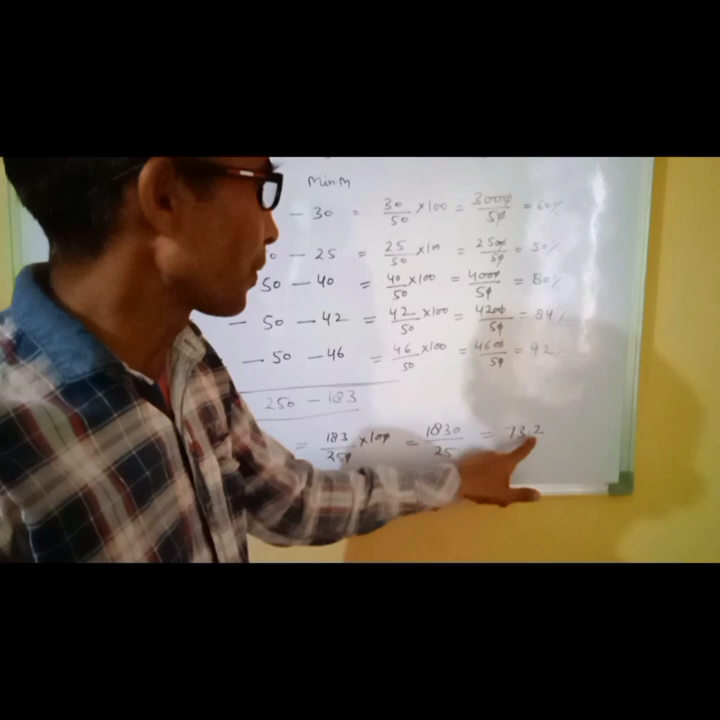 Min.M
- 30 = 30/50 × 100 = 3000/50 = 60%
0 - 25 = 25/50 × 100 = 2500/50 = 50%
50 - 40 = 40/50 × 100 = 4000/50 = 80%
- 50 - 42 = 42/50 × 100 = 4200/50 = 84%
- 50 - 46 = 46/50 × 100 = 4600/50 = 92%
250 - 183
= 183/250 × 100 = 1830/25 = 73.2